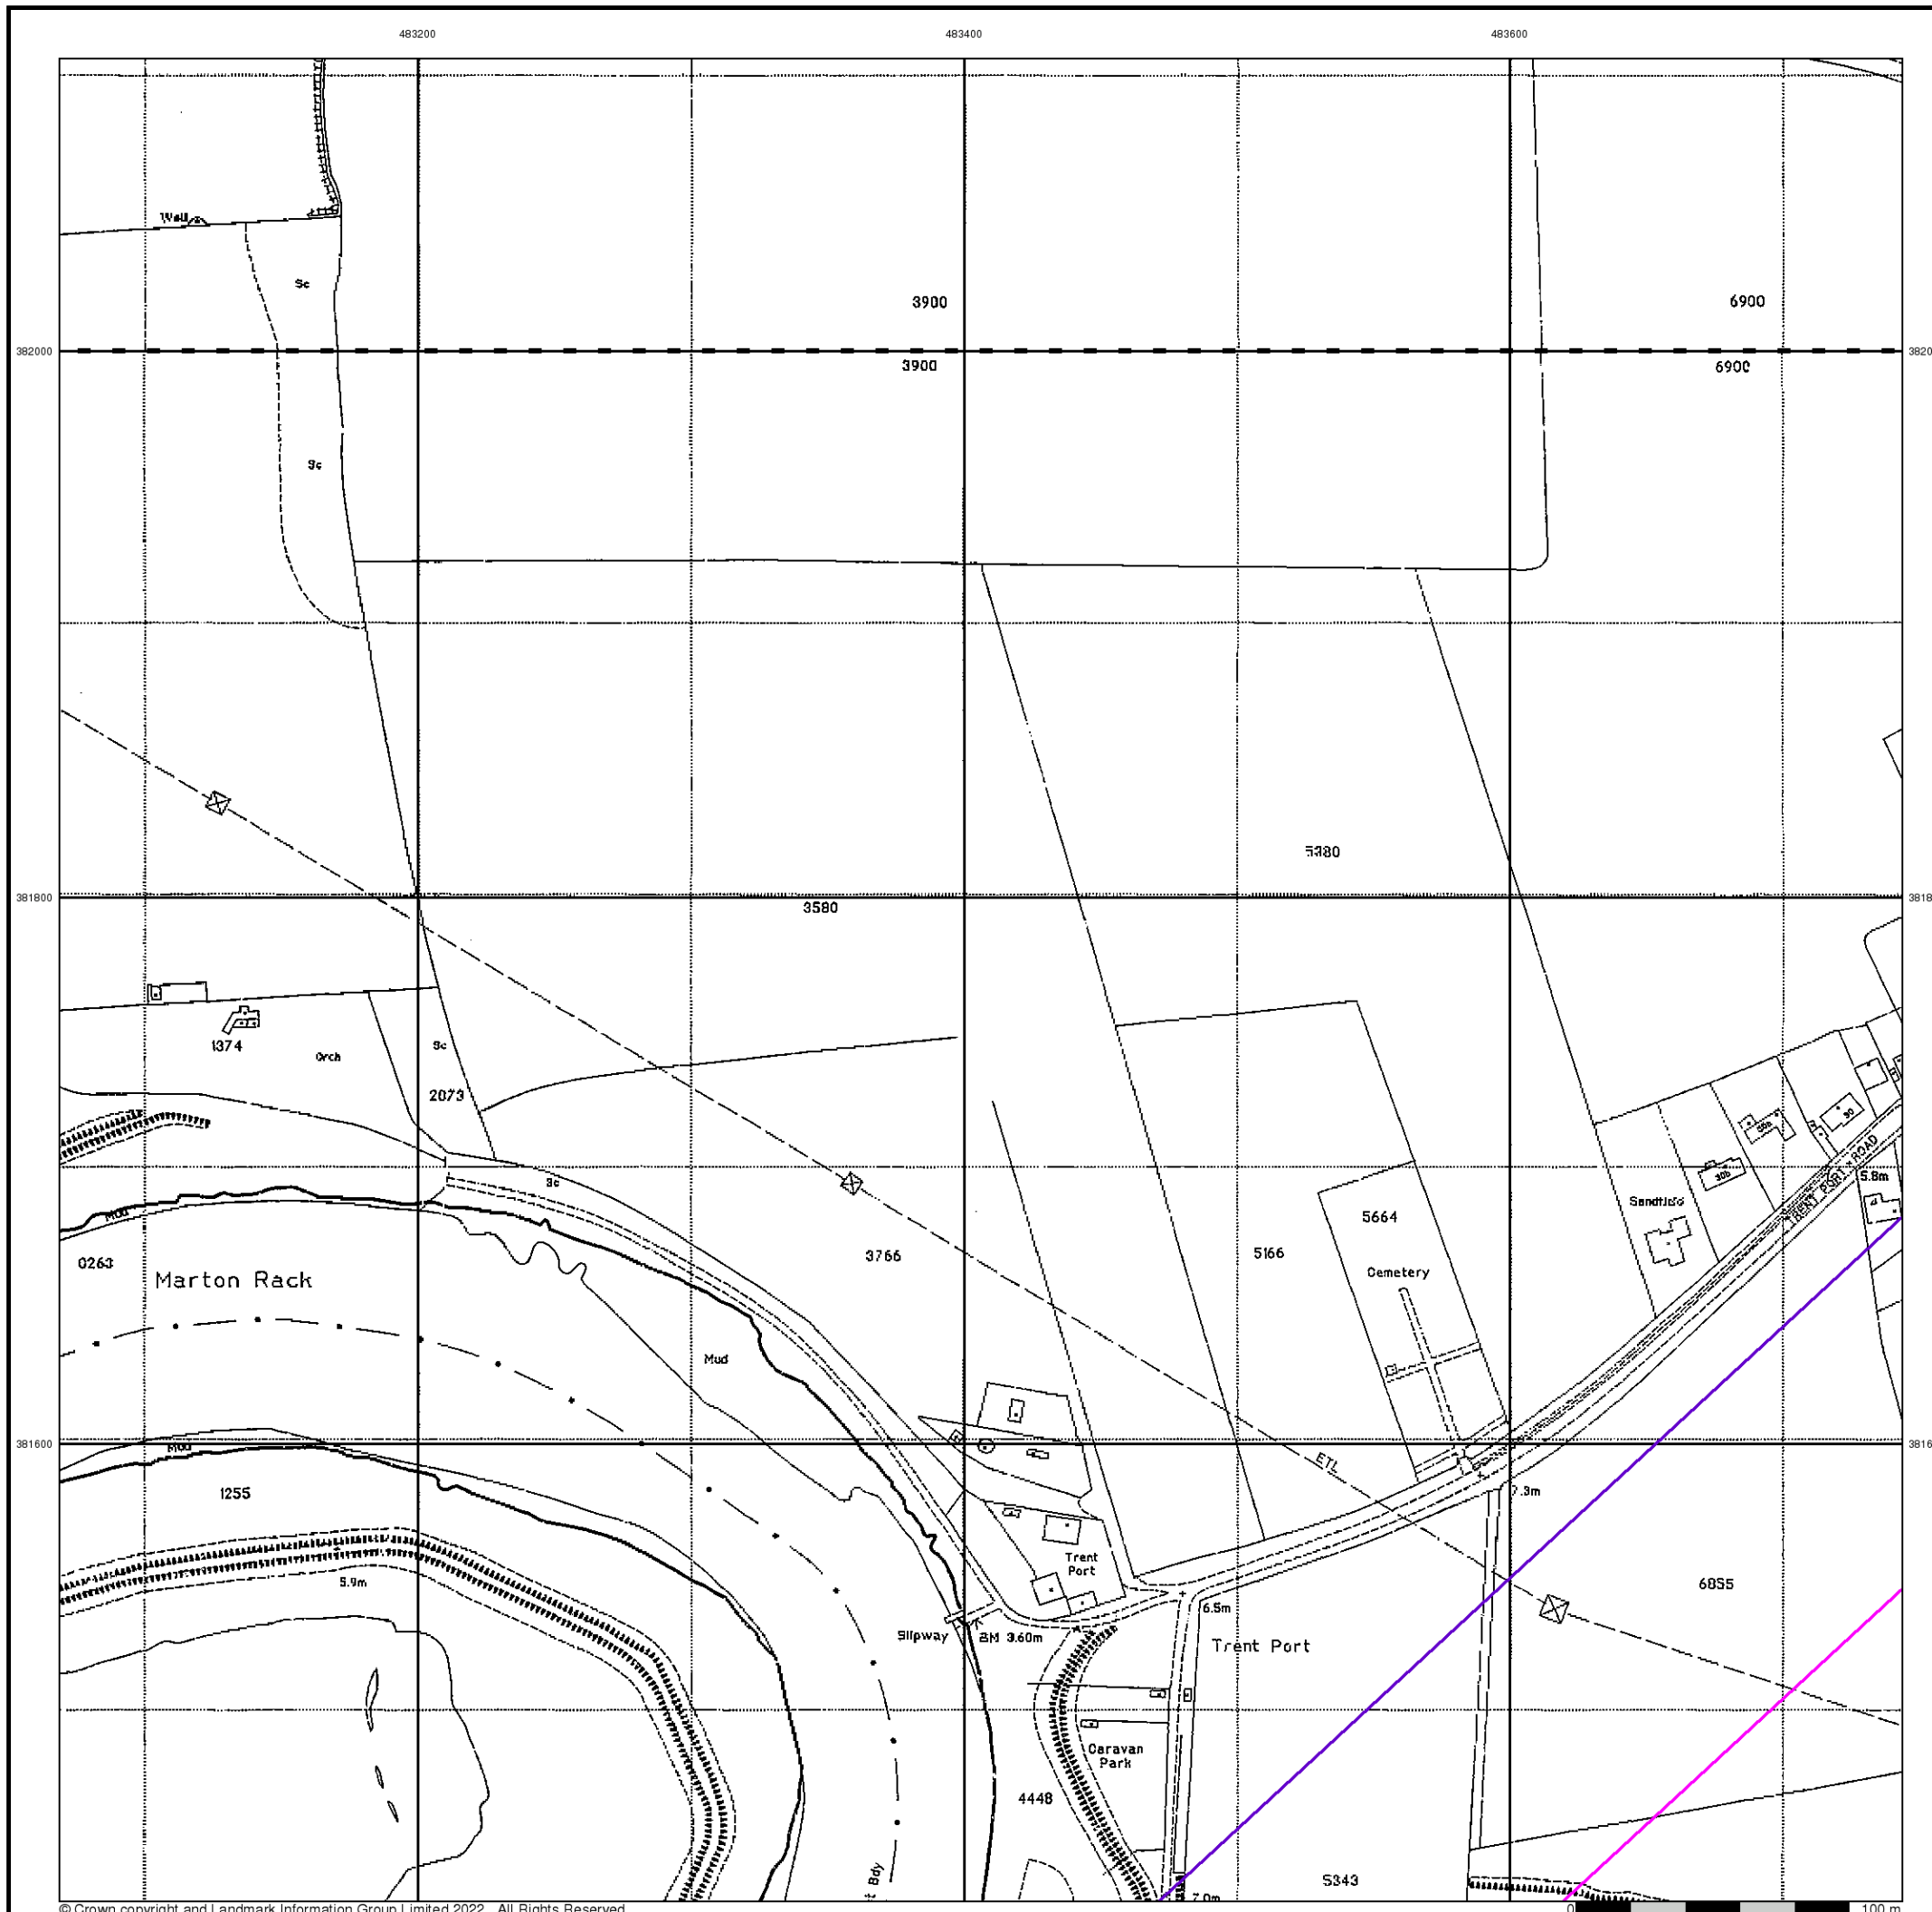 483200 483400 483600
Well
Sc
3900 6900
382000
3900 6900
Sc
5380
381800
3580
1374
Orch
Sc
2073
30
30a
30b
TRENT PORT ROAD
5.8m
Sc
Mud
5664
0263
3766
5166
Marton Rack
Cemetery
Mud
381600
Mud
ETL
1255
7.3m
5.9m
Trent
Port
6855
6.5m
Slipway
BM 3.60m
Trent Port
Caravan
Park
4448
t Bdy
5343
7.0m
© Crown copyright and Landmark Information Group Limited 2022. All Rights Reserved.
0 100 m